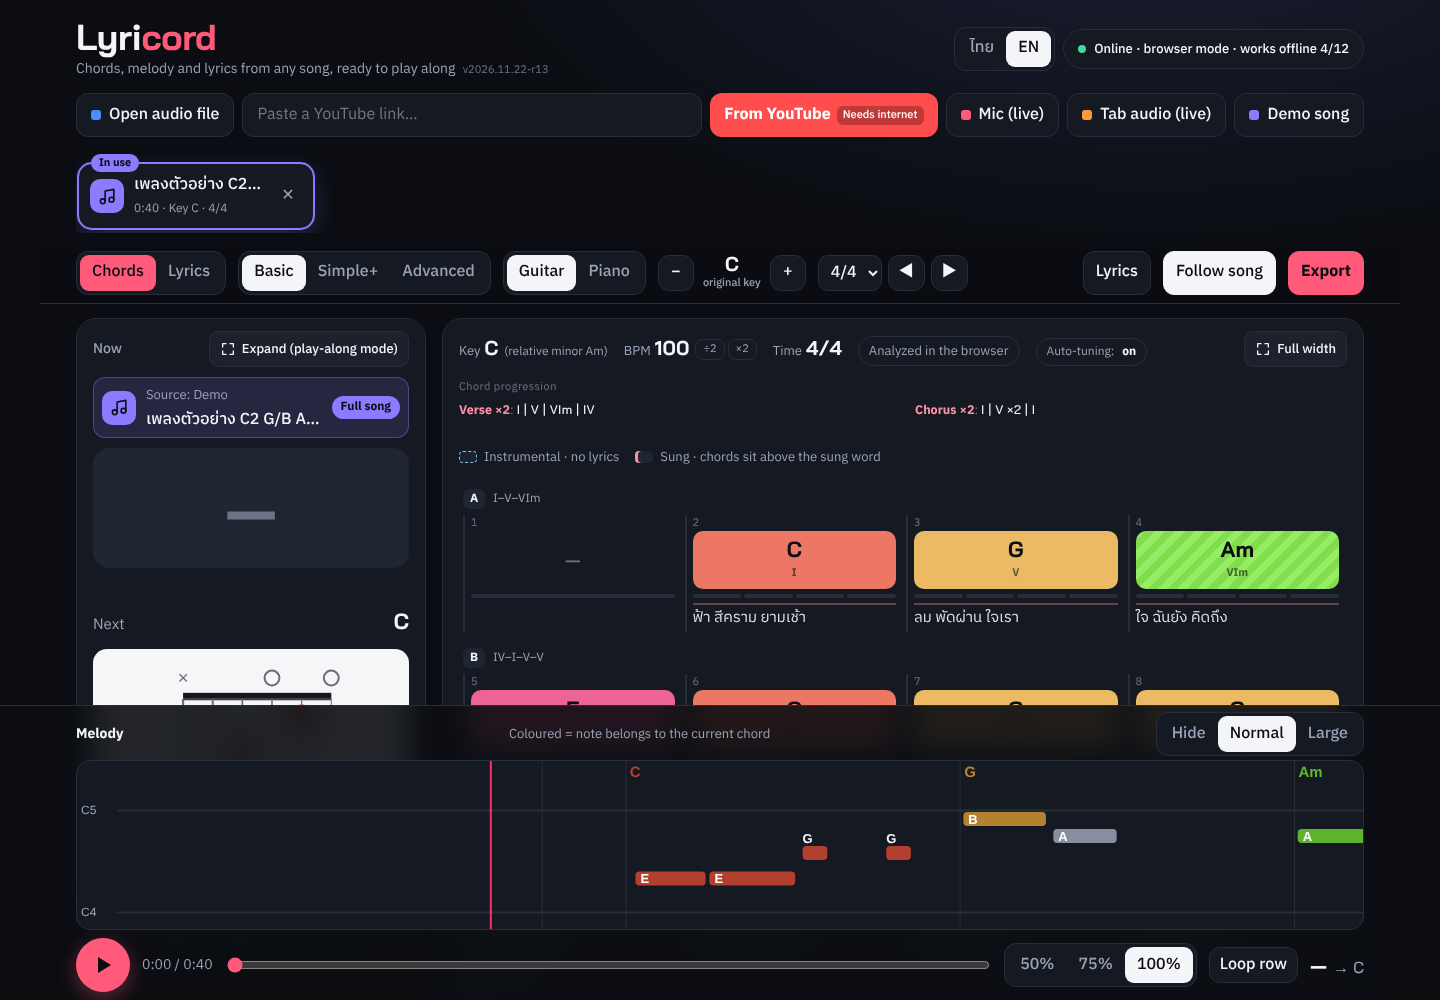 Lyricord
Chords, melody and lyrics from any song, ready to play along v2026.11.22-r13
ไทย EN
Online · browser mode · works offline 4/12
Open audio file
Paste a YouTube link...
From YouTube Needs internet
Mic (live)
Tab audio (live)
Demo song
In use
เพลงตัวอย่าง C2...
0:40 · Key C · 4/4
×
Chords Lyrics
Basic Simple+ Advanced
Guitar Piano
− C +
original key
4/4
Lyrics
Follow song
Export
Now
Expand (play-along mode)
Source: Demo
เพลงตัวอย่าง C2 G/B A...
Full song
—
Next C
Key C (relative minor Am) BPM 100 ÷2 ×2 Time 4/4 Analyzed in the browser Auto-tuning: on
Full width
Chord progression
Verse ×2: I | V | VIm | IV
Chorus ×2: I | V ×2 | I
Instrumental · no lyrics Sung · chords sit above the sung word
A I–V–VIm
1 2 3 4
— C G Am
I V VIm
ฟ้า สีคราม ยามเช้า ลม พัดผ่าน ใจเรา ใจ ฉันยัง คิดถึง
B IV–I–V–V
5 6 7 8
Melody
Coloured = note belongs to the current chord
Hide Normal Large
C G Am
C5
B
G G A A
E E
C4
0:00 / 0:40
50% 75% 100%
Loop row
— → C